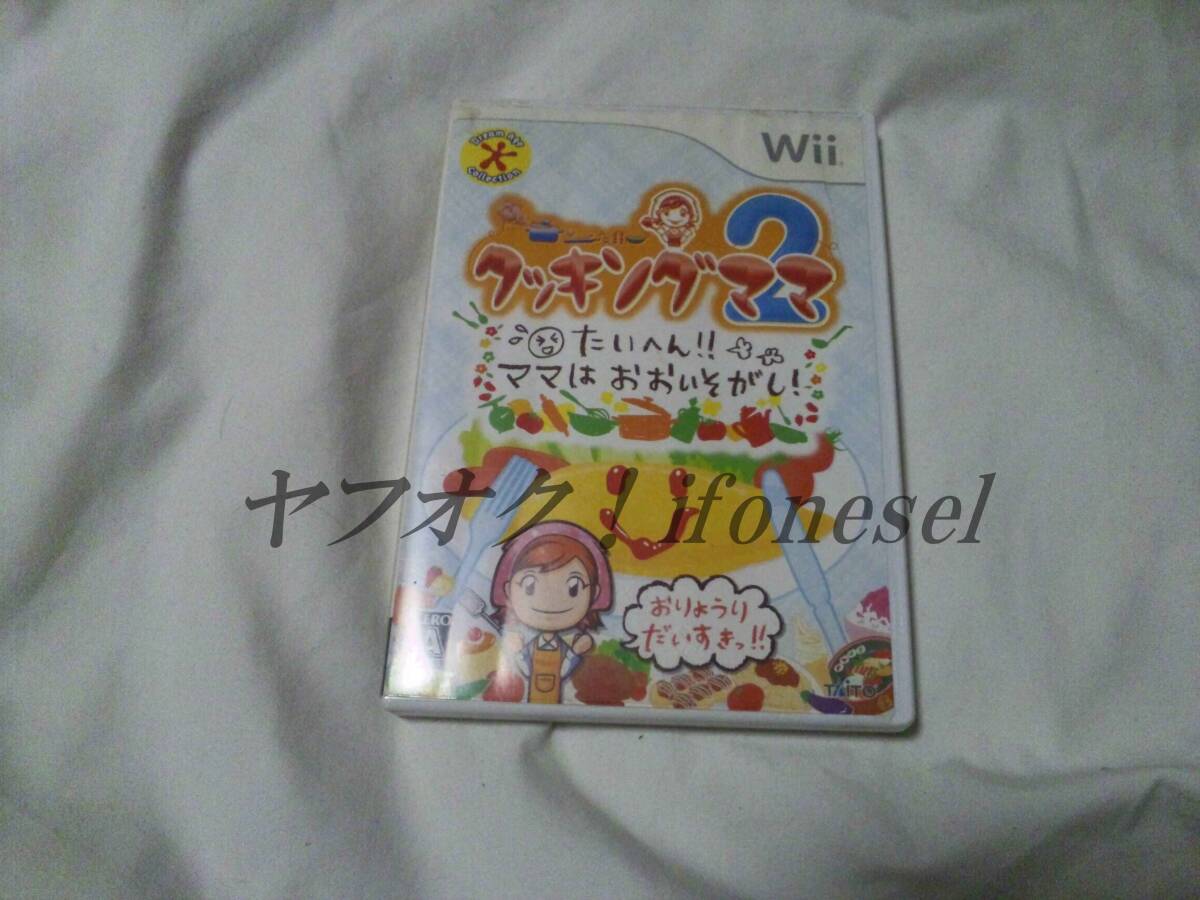 Dream Age
Collection
Wii
クッキングママ2
たいへん!!
ママは おおいそがし!
ヤフオク！ifonesel
おりょうり
だいすきっ!!
A
TAITO